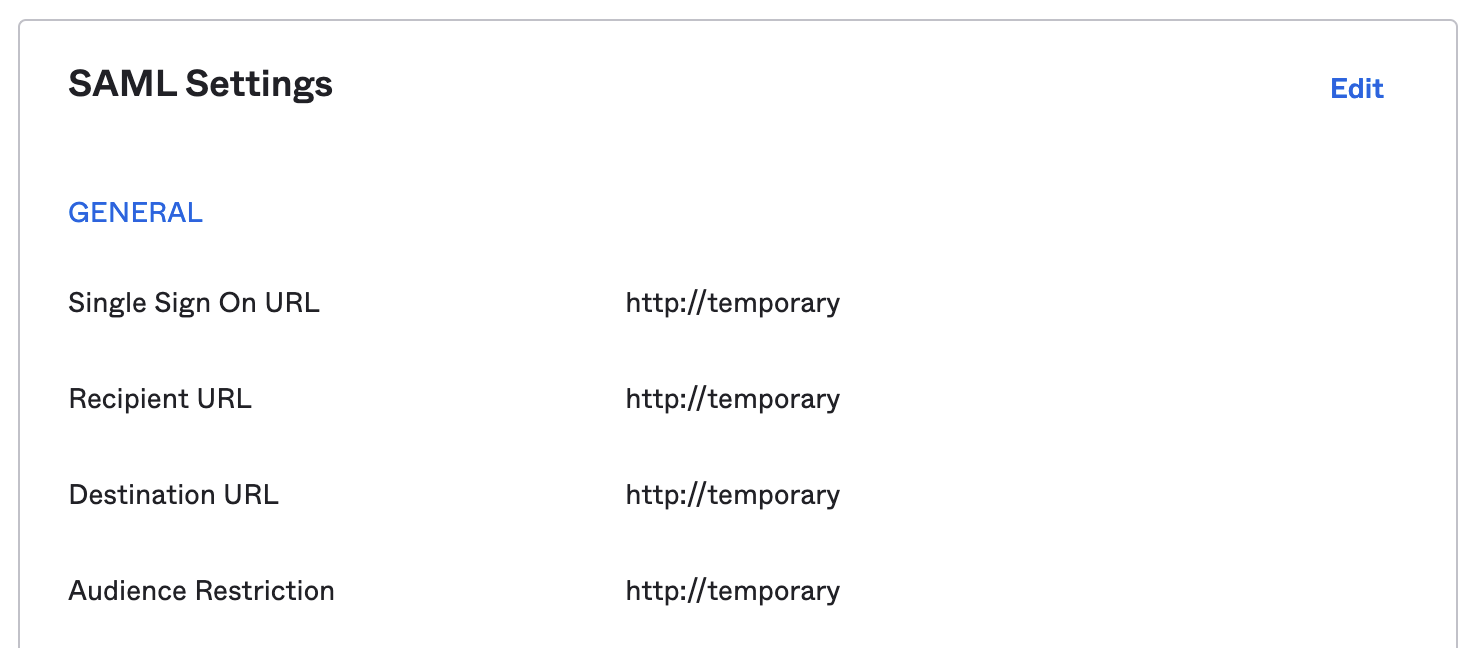 SAML Settings
Edit
GENERAL
Single Sign On URL http://temporary
Recipient URL http://temporary
Destination URL http://temporary
Audience Restriction http://temporary